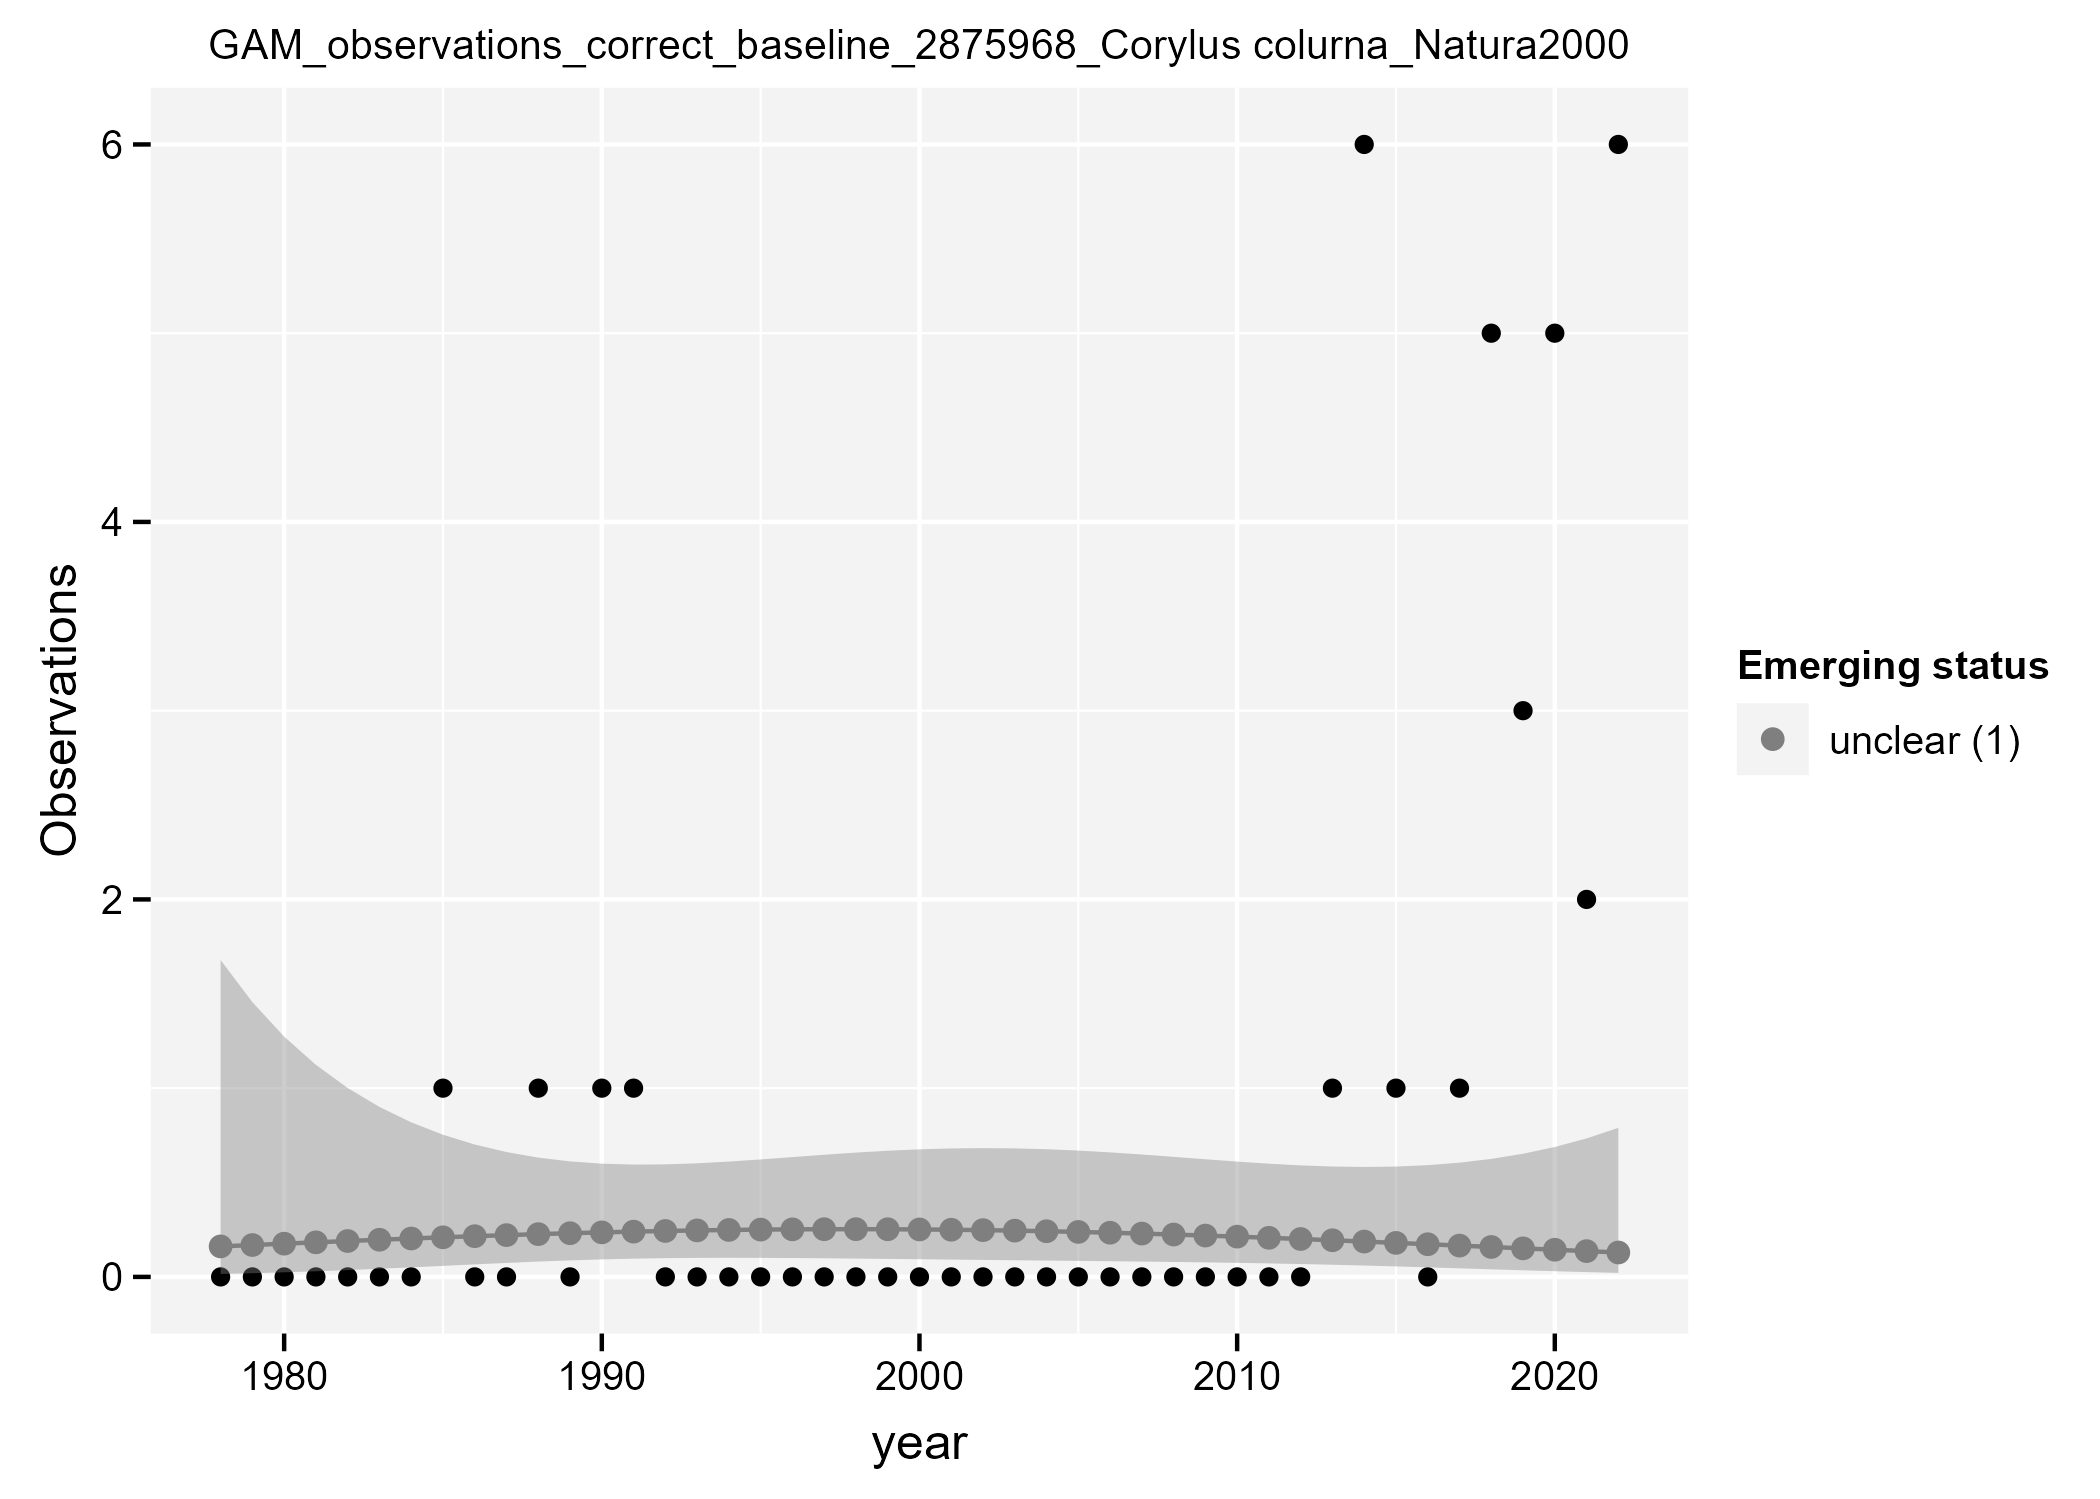 GAM_observations_correct_baseline_2875968_Corylus colurna_Natura2000
6
4
2
0
Observations
1980 1990 2000 2010 2020
year
Emerging status
unclear (1)